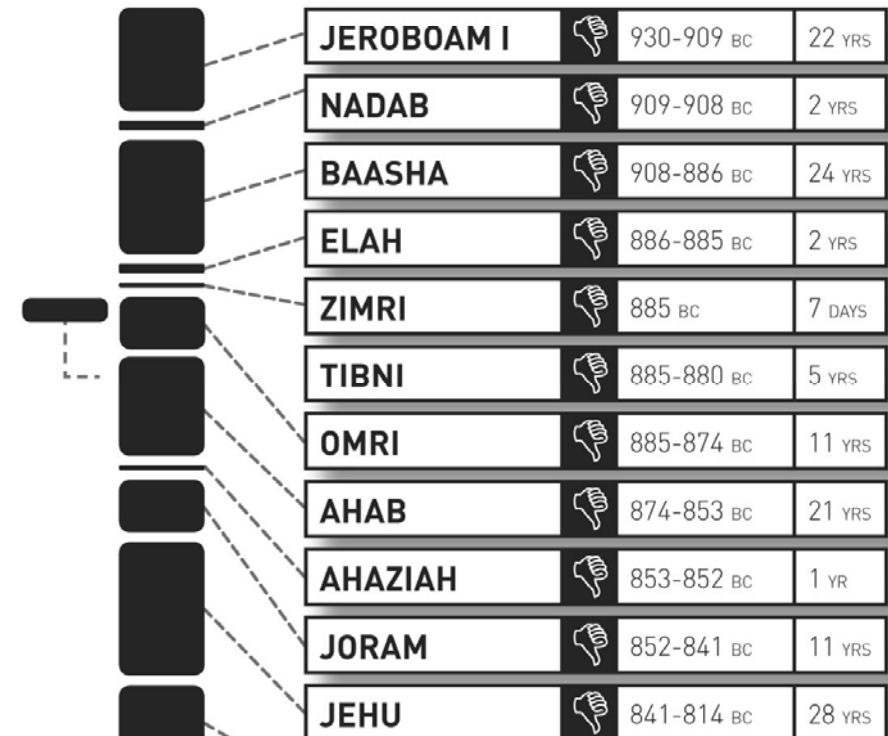 JEROBOAM I 930-909 BC 22 YRS
NADAB 909-908 BC 2 YRS
BAASHA 908-886 BC 24 YRS
ELAH 886-885 BC 2 YRS
ZIMRI 885 BC 7 DAYS
TIBNI 885-880 BC 5 YRS
OMRI 885-874 BC 11 YRS
AHAB 874-853 BC 21 YRS
AHAZIAH 853-852 BC 1 YR
JORAM 852-841 BC 11 YRS
JEHU 841-814 BC 28 YRS